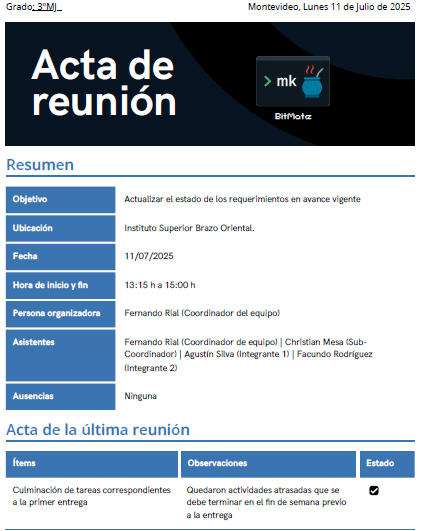 Grado: 3°MJ
Montevideo, Lunes 11 de Julio de 2025
Acta de
reunión
> mk
BitMate
Resumen
Objetivo
Actualizar el estado de los requerimientos en avance vigente
Ubicación
Instituto Superior Brazo Oriental.
Fecha
11/07/2025
Hora de inicio y fin
13:15 h a 15:00 h
Persona organizadora
Fernando Rial (Coordinador del equipo)
Asistentes
Fernando Rial (Coordinador de equipo) | Christian Mesa (Sub-
Coordinador) | Agustín Silva (Integrante 1) | Facundo Rodríguez
(Integrante 2)
Ausencias
Ninguna
Acta de la última reunión
Ítems
Observaciones
Estado
Culminación de tareas correspondientes
a la primer entrega
Quedaron actividades atrasadas que se
debe terminar en el fin de semana previo
a la entrega